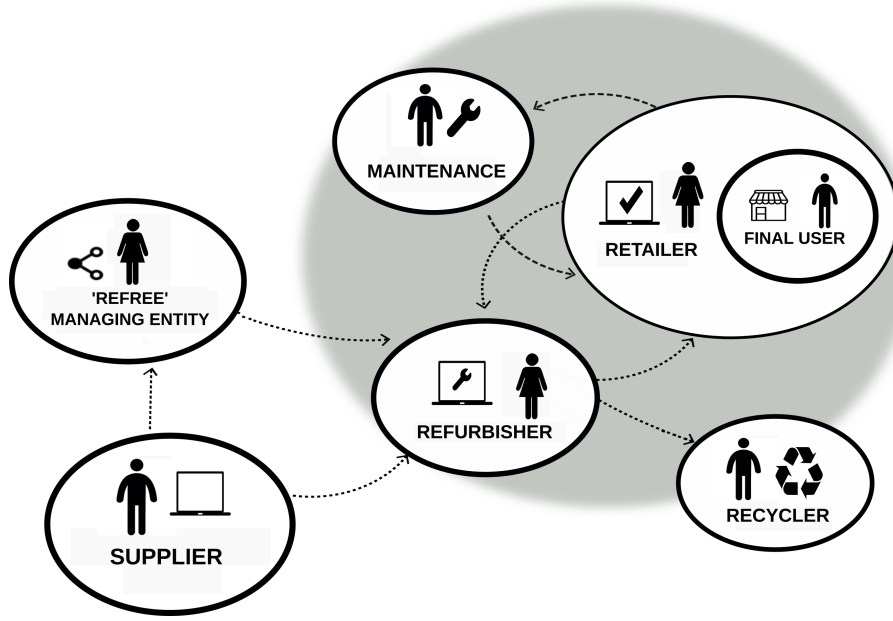 MAINTENANCE
RETAILER
FINAL USER
'REFREE'
MANAGING ENTITY
REFURBISHER
SUPPLIER
RECYCLER